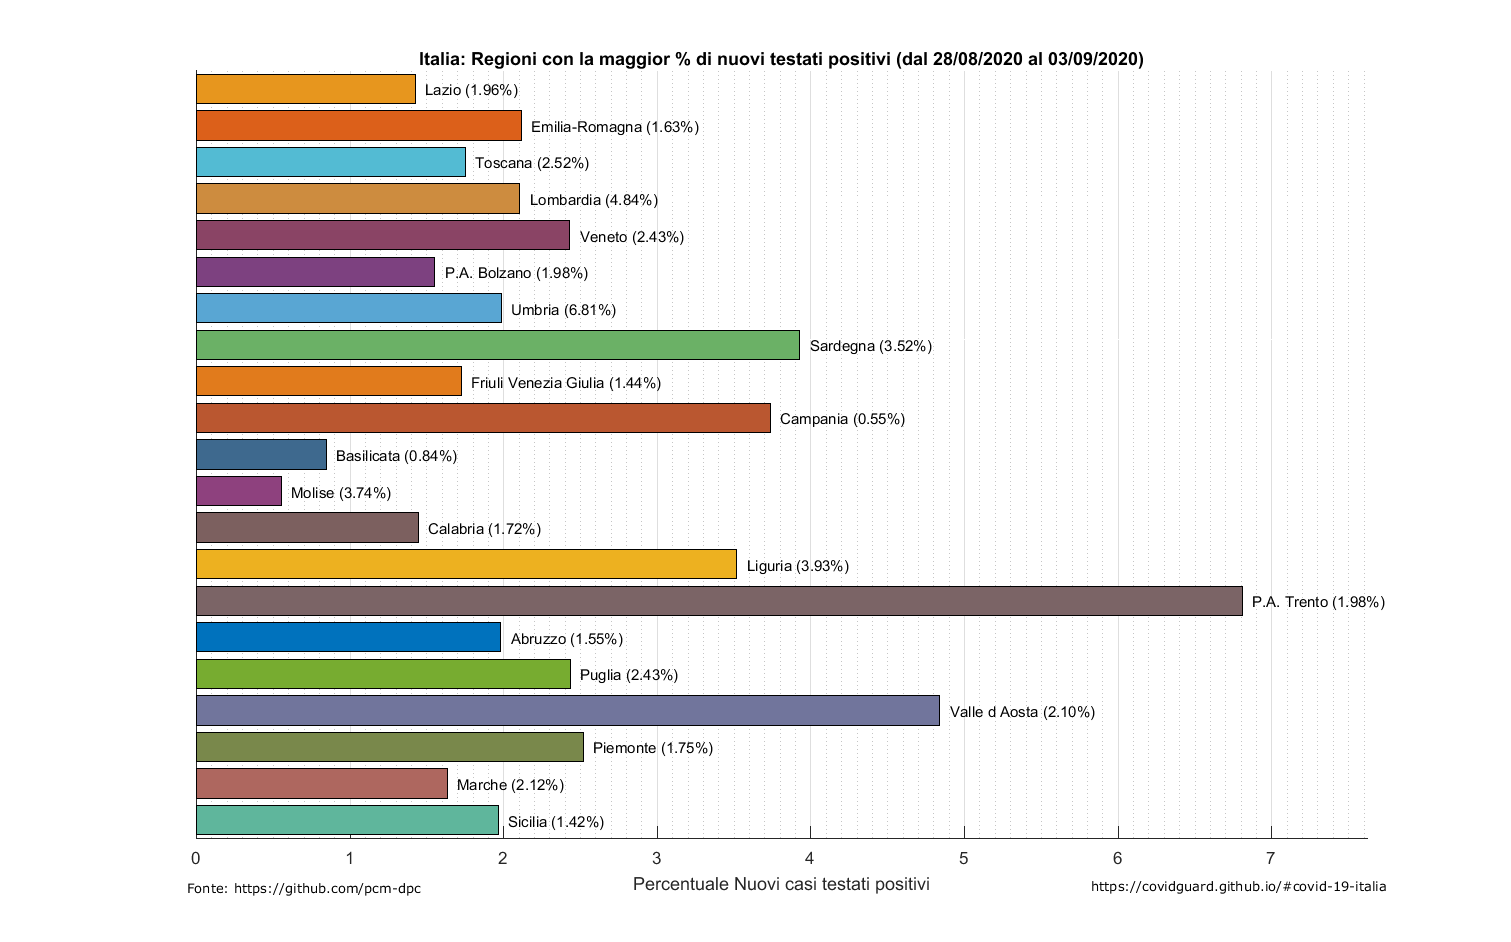 Italia: Regioni con la maggior % di nuovi testati positivi (dal 28/08/2020 al 03/09/2020)
Lazio (1.96%)
Emilia-Romagna (1.63%)
Toscana (2.52%)
Lombardia (4.84%)
Veneto (2.43%)
P.A. Bolzano (1.98%)
Umbria (6.81%)
Sardegna (3.52%)
Friuli Venezia Giulia (1.44%)
Campania (0.55%)
Basilicata (0.84%)
Molise (3.74%)
Calabria (1.72%)
Liguria (3.93%)
P.A. Trento (1.98%)
Abruzzo (1.55%)
Puglia (2.43%)
Valle d Aosta (2.10%)
Piemonte (1.75%)
Marche (2.12%)
Sicilia (1.42%)
0 1 2 3 4 5 6 7
Percentuale Nuovi casi testati positivi
Fonte: https://github.com/pcm-dpc
https://covidguard.github.io/#covid-19-italia